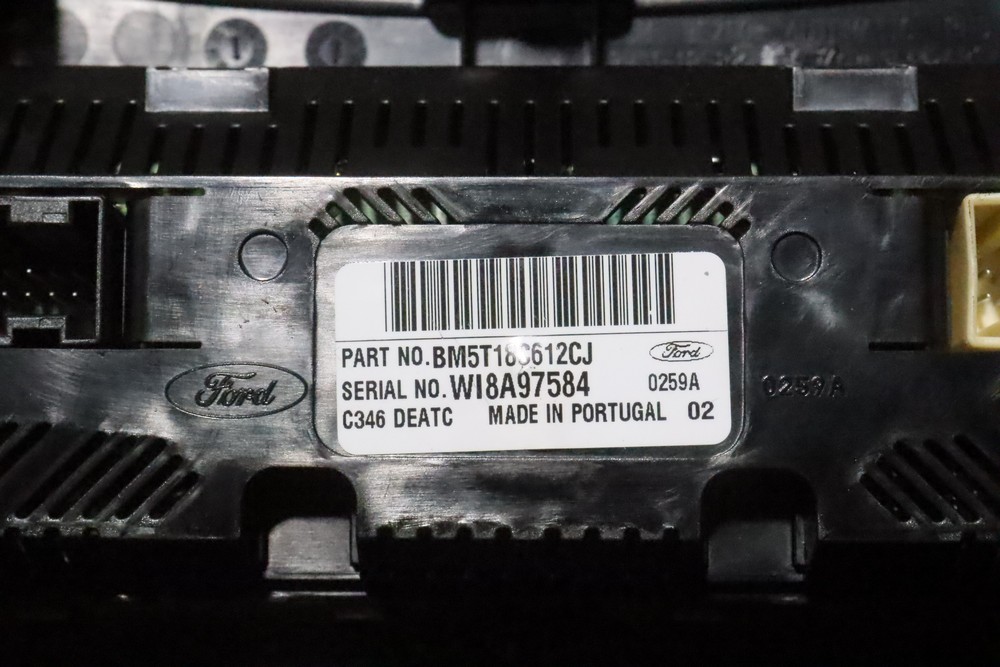 PART NO. BM5T18C612CJ Ford
SERIAL NO. WI8A97584 0259A
C346 DEATC MADE IN PORTUGAL 02
Ford
0259A